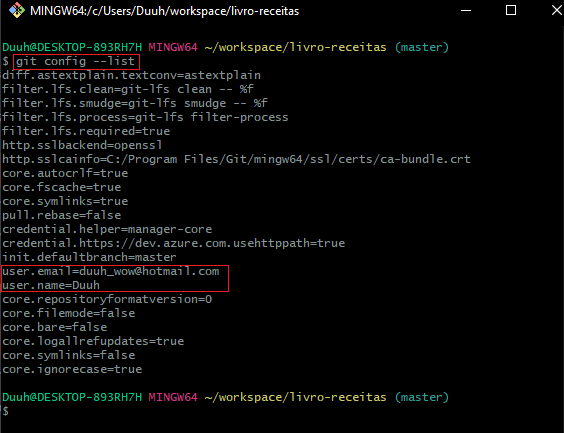 MINGW64:/c/Users/Duuh/workspace/livro-receitas
Duuh@DESKTOP-893RH7H MINGW64 ~/workspace/livro-receitas (master)
$ git config --list
diff.astextplain.textconv=astextplain
filter.lfs.clean=git-lfs clean -- %f
filter.lfs.smudge=git-lfs smudge -- %f
filter.lfs.process=git-lfs filter-process
filter.lfs.required=true
http.sslbackend=openssl
http.sslcainfo=C:/Program Files/Git/mingw64/ssl/certs/ca-bundle.crt
core.autocrlf=true
core.fscache=true
core.symlinks=true
pull.rebase=false
credential.helper=manager-core
credential.https://dev.azure.com.usehttppath=true
init.defaultbranch=master
user.email=duuh_wow@hotmail.com
user.name=Duuh
core.repositoryformatversion=0
core.filemode=false
core.bare=false
core.logallrefupdates=true
core.symlinks=false
core.ignorecase=true
Duuh@DESKTOP-893RH7H MINGW64 ~/workspace/livro-receitas (master)
$